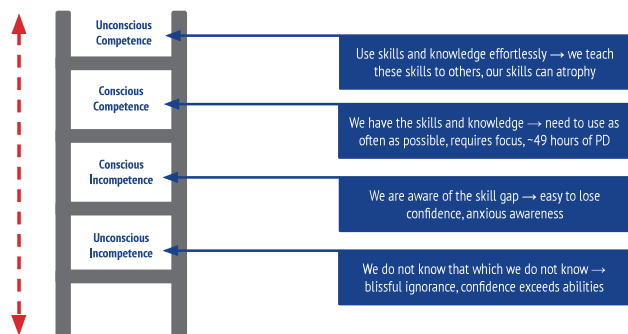 Unconscious
Competence
Use skills and knowledge effortlessly → we teach
these skills to others, our skills can atrophy
Conscious
Competence
We have the skills and knowledge → need to use as
often as possible, requires focus, ~49 hours of PD
Conscious
Incompetence
We are aware of the skill gap → easy to lose
confidence, anxious awareness
Unconscious
Incompetence
We do not know that which we do not know →
blissful ignorance, confidence exceeds abilities